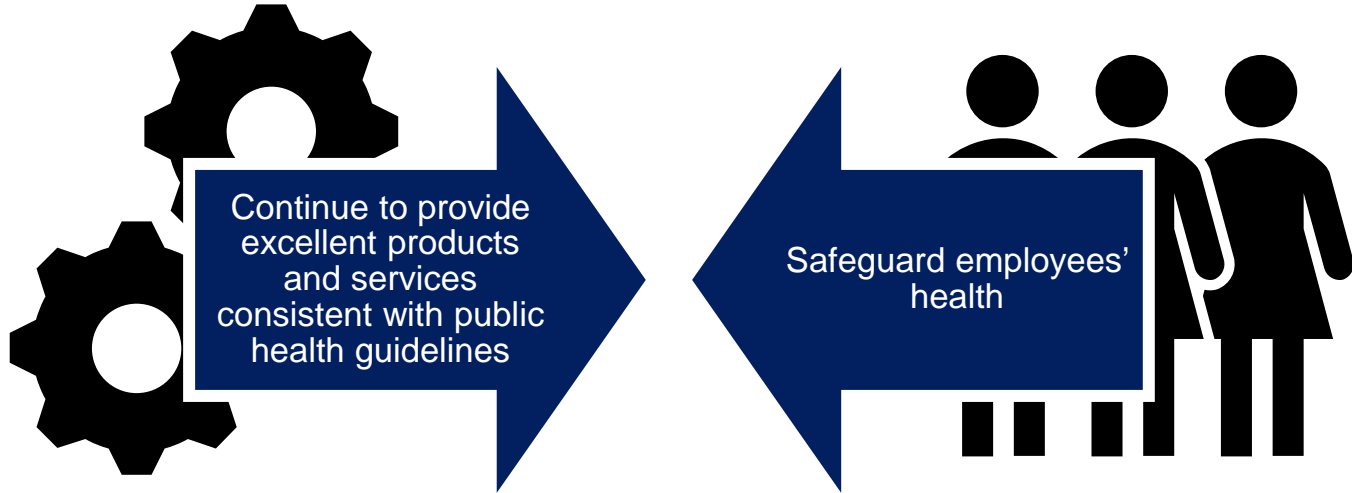 Continue to provide
excellent products
and services
consistent with public
health guidelines
Safeguard employees’
health